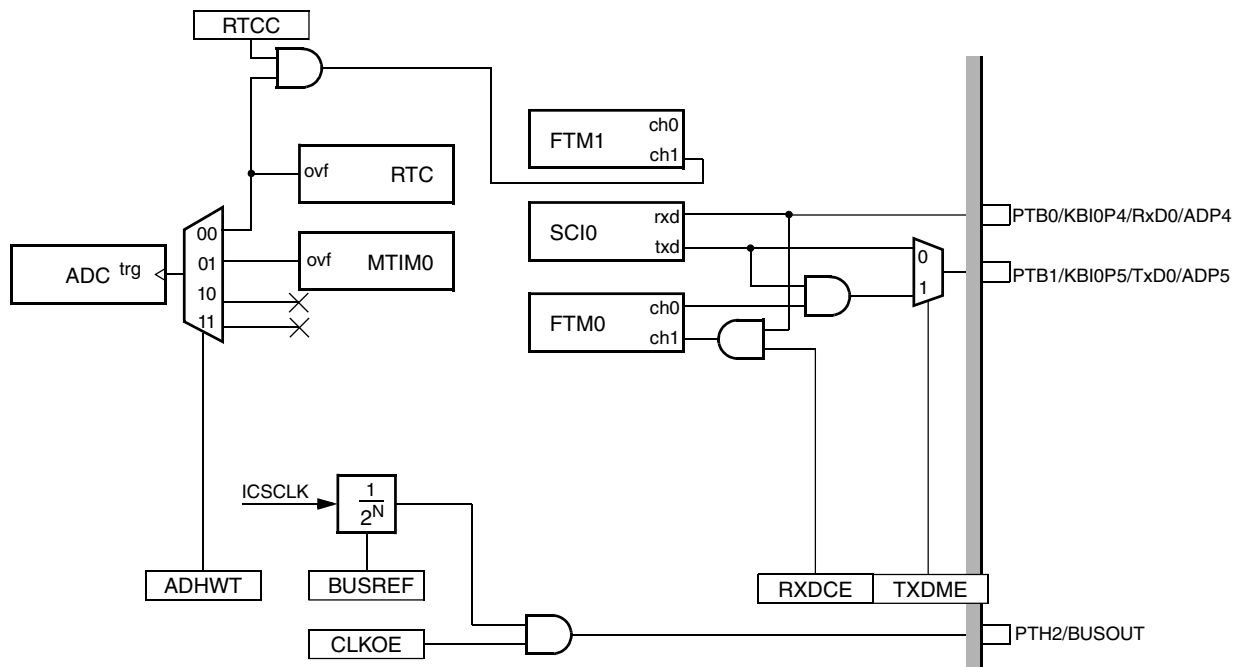 RTCC
FTM1
ch0
ch1
ovf
RTC
00
01
10
11
ADC
trg
ovf
MTIM0
SCI0
rxd
txd
0
1
PTB0/KBI0P4/RxD0/ADP4
PTB1/KBI0P5/TxD0/ADP5
FTM0
ch0
ch1
ICSCLK
1
2N
ADHWT
BUSREF
RXDCE
TXDME
CLKOE
PTH2/BUSOUT